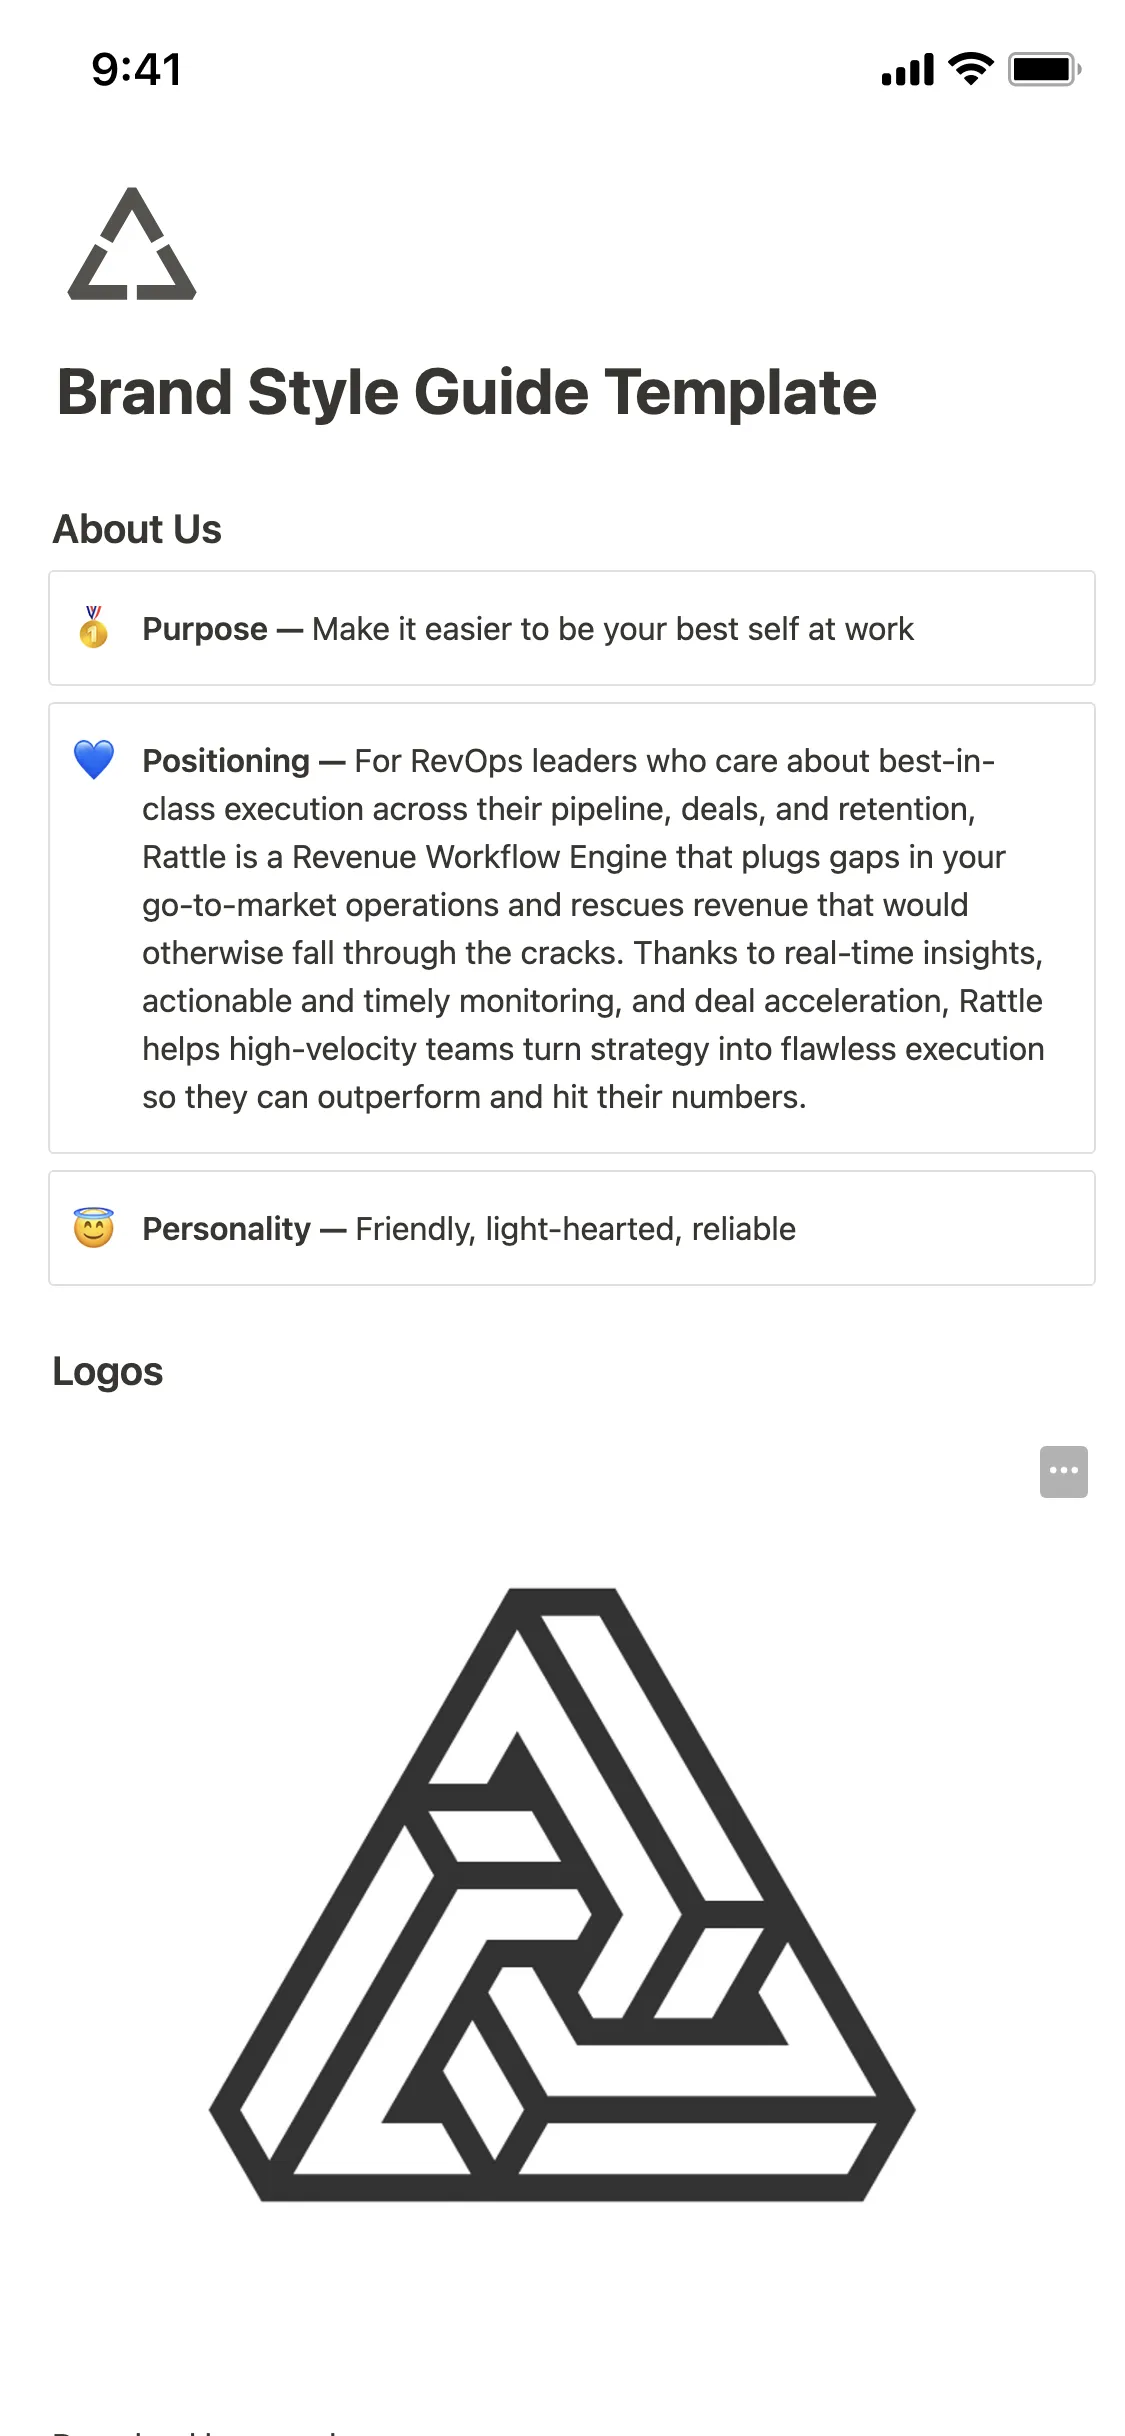 9:41
Brand Style Guide Template
About Us
Purpose — Make it easier to be your best self at work
Positioning — For RevOps leaders who care about best-in-
class execution across their pipeline, deals, and retention,
Rattle is a Revenue Workflow Engine that plugs gaps in your
go-to-market operations and rescues revenue that would
otherwise fall through the cracks. Thanks to real-time insights,
actionable and timely monitoring, and deal acceleration, Rattle
helps high-velocity teams turn strategy into flawless execution
so they can outperform and hit their numbers.
Personality — Friendly, light-hearted, reliable
Logos